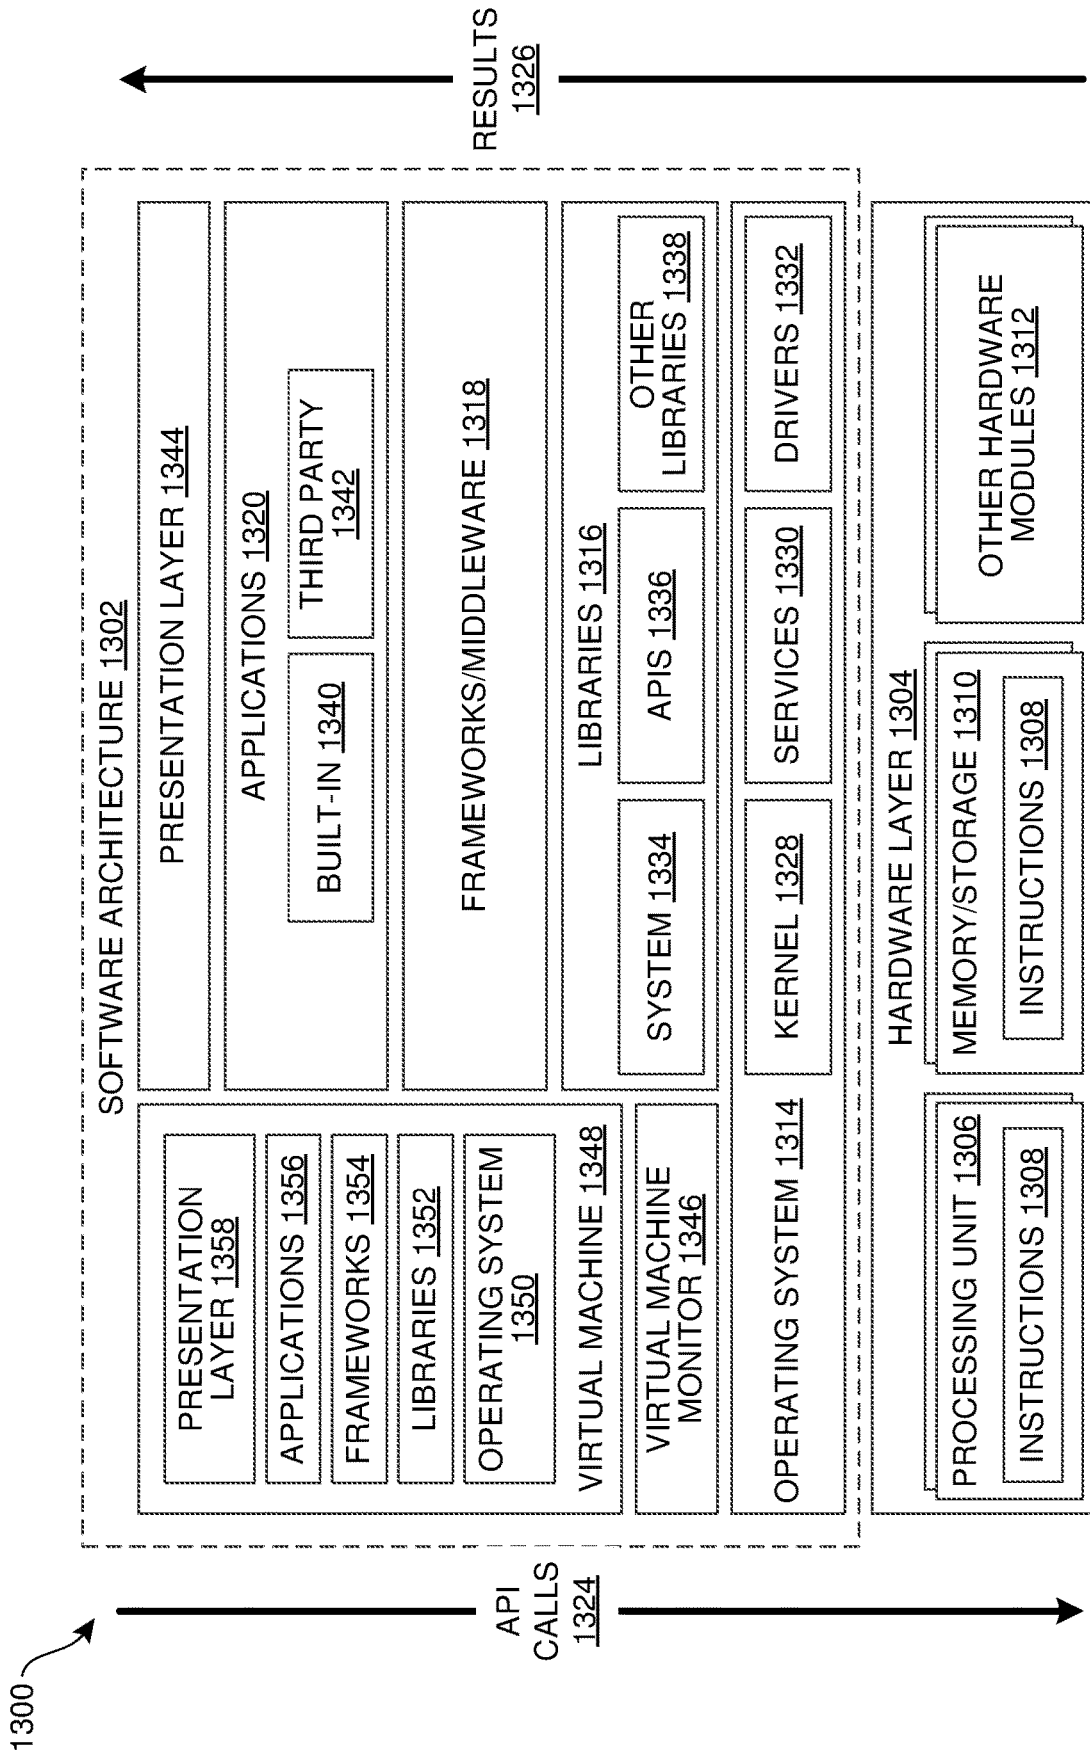 1300
SOFTWARE ARCHITECTURE 1302
PRESENTATION
LAYER 1358
APPLICATIONS 1356
FRAMEWORKS 1354
LIBRARIES 1352
OPERATING SYSTEM
1350
VIRTUAL MACHINE 1348
VIRTUAL MACHINE
MONITOR 1346
PRESENTATION LAYER 1344
APPLICATIONS 1320
BUILT-IN 1340
THIRD PARTY
1342
FRAMEWORKS/MIDDLEWARE 1318
LIBRARIES 1316
SYSTEM 1334
APIS 1336
OTHER
LIBRARIES 1338
OPERATING SYSTEM 1314
KERNEL 1328
SERVICES 1330
DRIVERS 1332
API
CALLS
1324
RESULTS
1326
HARDWARE LAYER 1304
PROCESSING UNIT 1306
INSTRUCTIONS 1308
MEMORY/STORAGE 1310
INSTRUCTIONS 1308
OTHER HARDWARE
MODULES 1312